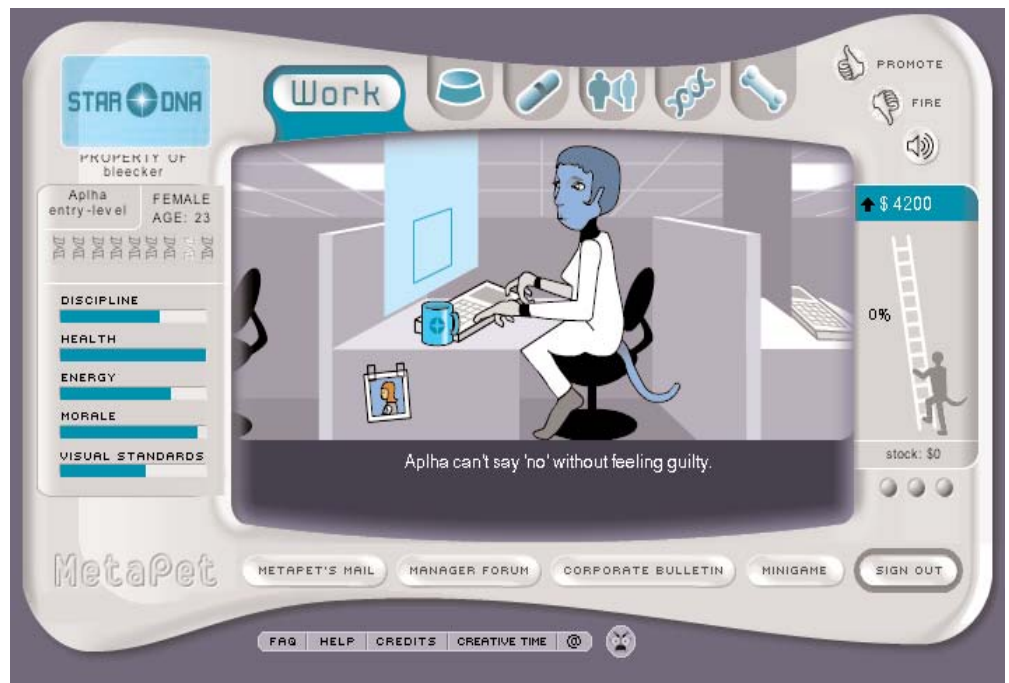 STAR DNA
PROPERTY OF
bleecker
Aplha
entry-level
FEMALE
AGE: 23
DISCIPLINE
HEALTH
ENERGY
MORALE
VISUAL STANDARDS
Work
PROMOTE
FIRE
$ 4200
0%
stock: $0
Aplha can't say 'no' without feeling guilty.
MetaPet
METAPET'S MAIL
MANAGER FORUM
CORPORATE BULLETIN
MINIGAME
SIGN OUT
FAQ
HELP
CREDITS
CREATIVE TIME
@